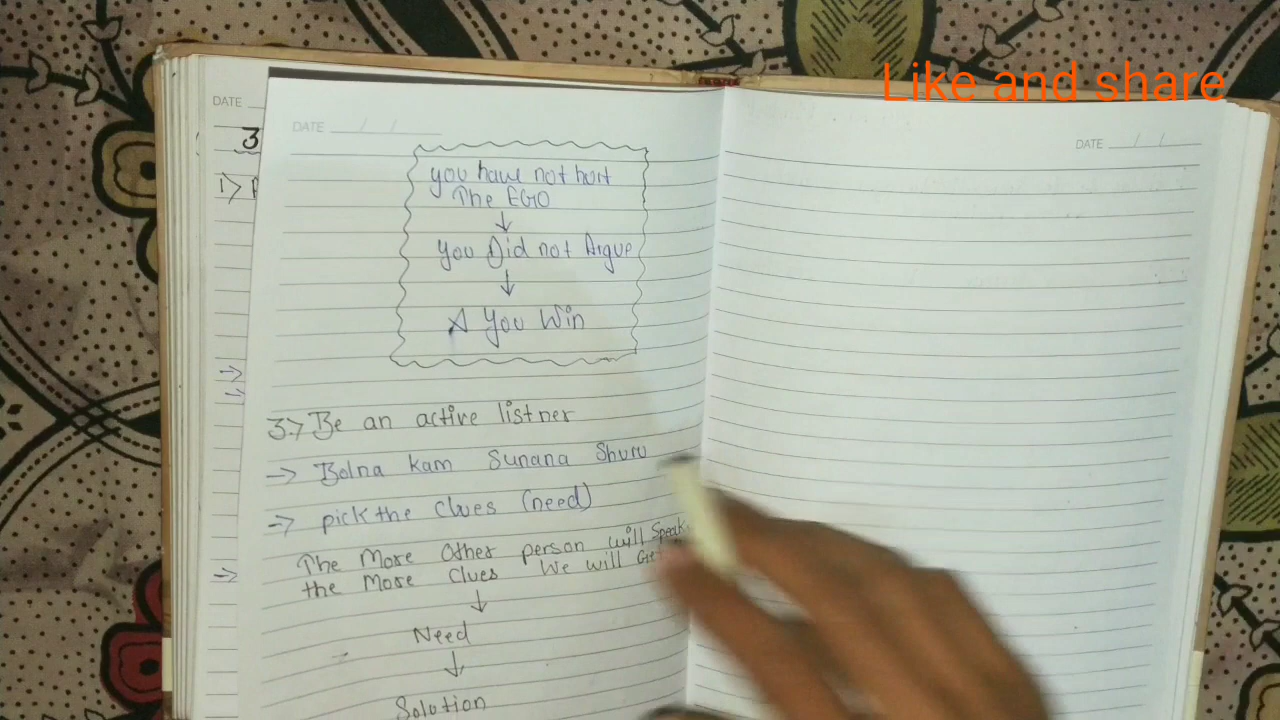 Like and share
DATE
3
1>
DATE
DATE
you have not hurt
The EGO
↓
you Did not Argue
↓
You Win
3.> Be an active listner
→ Bolna kam Sunana Shuru
→ pick the clues (need)
The More Other person will Speak
the More Clues We will Get
↓
Need
↓
Solution